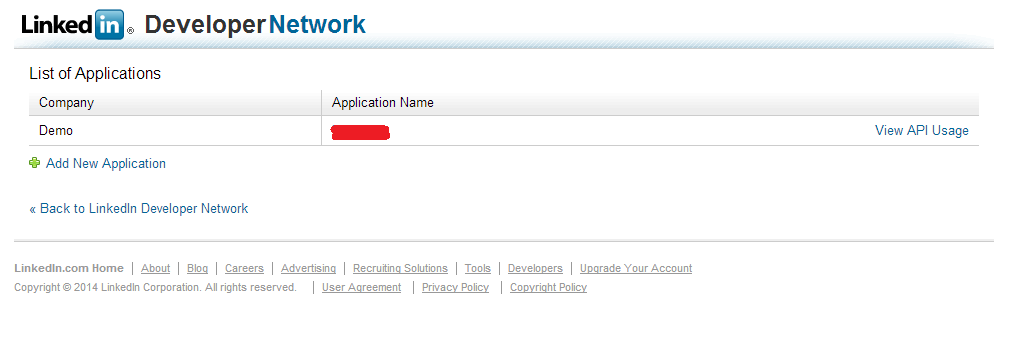 Linked in ® Developer Network
List of Applications
Company Application Name
Demo View API Usage
Add New Application
« Back to LinkedIn Developer Network
LinkedIn.com Home | About | Blog | Careers | Advertising | Recruiting Solutions | Tools | Developers | Upgrade Your Account
Copyright © 2014 LinkedIn Corporation. All rights reserved. | User Agreement | Privacy Policy | Copyright Policy